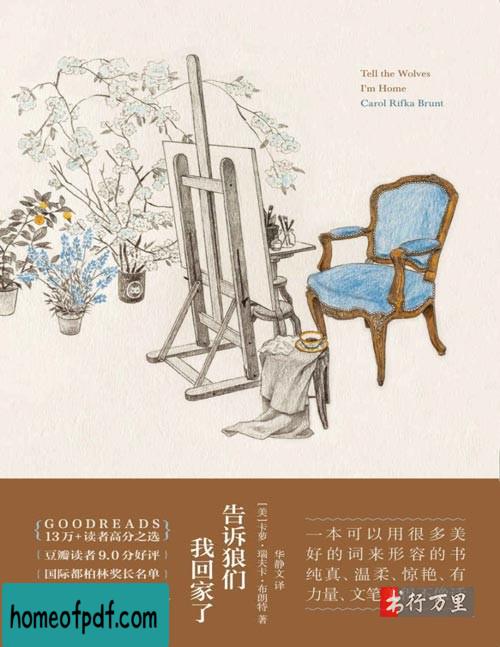 Tell the Wolves
I'm Home
Carol Rifka Brunt
GOODREADS
13万+读者高分之选
豆瓣读者9.0分好评
国际都柏林奖长名单
告诉狼们
我回家了
[美]卡萝·瑞夫卡·布朗特 著
华静文 译
一本可以用很多美
好的词来形容的书
纯真、温柔、惊艳、有
力量、文笔
书行万里
homeofpdf.com